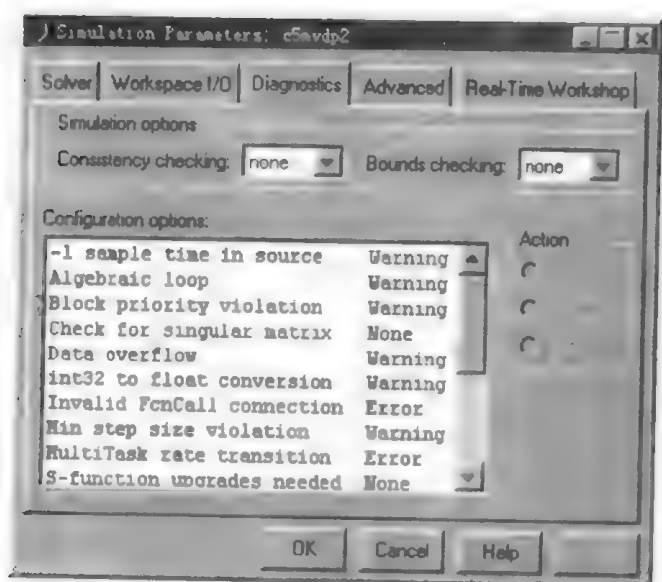 Simulation Parameters: c5mvdp2
Solver Workspace I/O Diagnostics Advanced Real-Time Workshop
Simulation options
Consistency checking: none Bounds checking: none
Configuration options:
Action
-1 sample time in source Warning
Algebraic loop Warning
Block priority violation Warning
Check for singular matrix None
Data overflow Warning
int32 to float conversion Warning
Invalid FcnCall connection Error
Min step size violation Warning
MultiTask rate transition Error
S-function upgrades needed None
OK Cancel Help